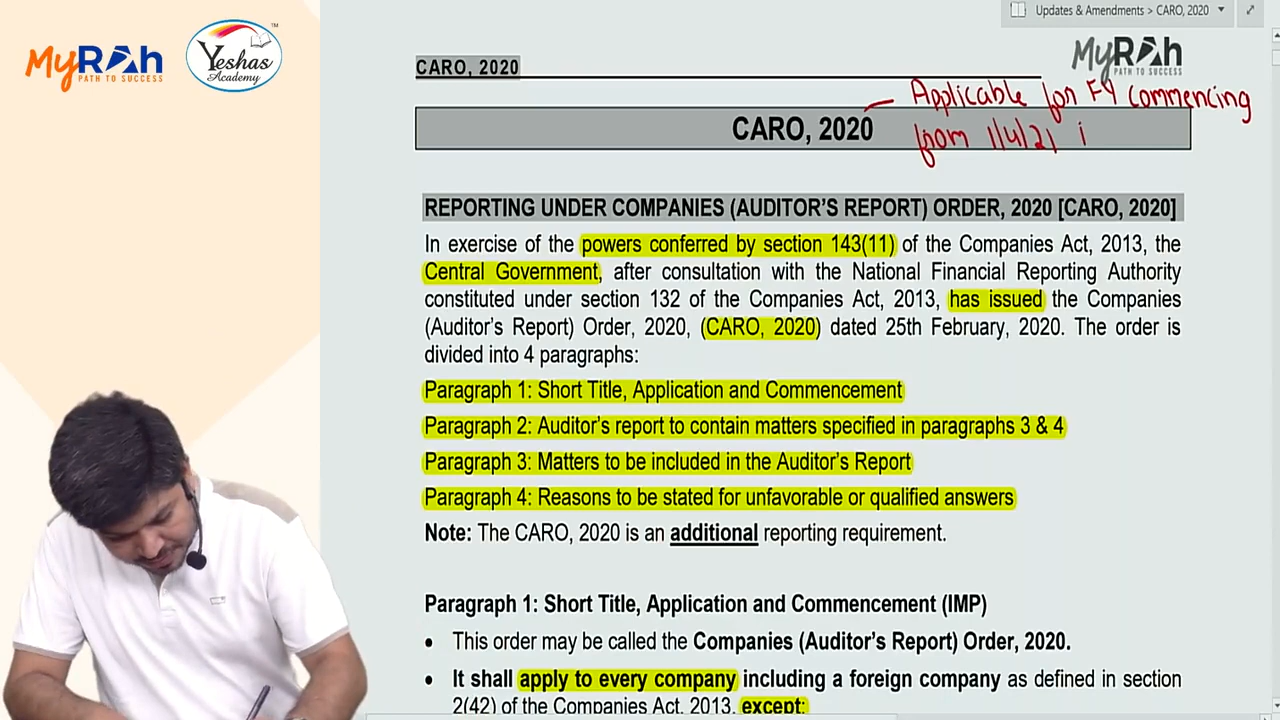 Updates & Amendments > CARO, 2020
MyRAh
PATH TO SUCCESS
Yeshas
Academy
TM
CARO, 2020
MyRAh
PATH TO SUCCESS
Applicable for FY commencing
from 1/4/21 i
CARO, 2020
REPORTING UNDER COMPANIES (AUDITOR'S REPORT) ORDER, 2020 [CARO, 2020]
In exercise of the powers conferred by section 143(11) of the Companies Act, 2013, the
Central Government, after consultation with the National Financial Reporting Authority
constituted under section 132 of the Companies Act, 2013, has issued the Companies
(Auditor's Report) Order, 2020, (CARO, 2020) dated 25th February, 2020. The order is
divided into 4 paragraphs:
Paragraph 1: Short Title, Application and Commencement
Paragraph 2: Auditor's report to contain matters specified in paragraphs 3 & 4
Paragraph 3: Matters to be included in the Auditor's Report
Paragraph 4: Reasons to be stated for unfavorable or qualified answers
Note: The CARO, 2020 is an additional reporting requirement.
Paragraph 1: Short Title, Application and Commencement (IMP)
• This order may be called the Companies (Auditor's Report) Order, 2020.
• It shall apply to every company including a foreign company as defined in section
2(42) of the Companies Act, 2013, except: